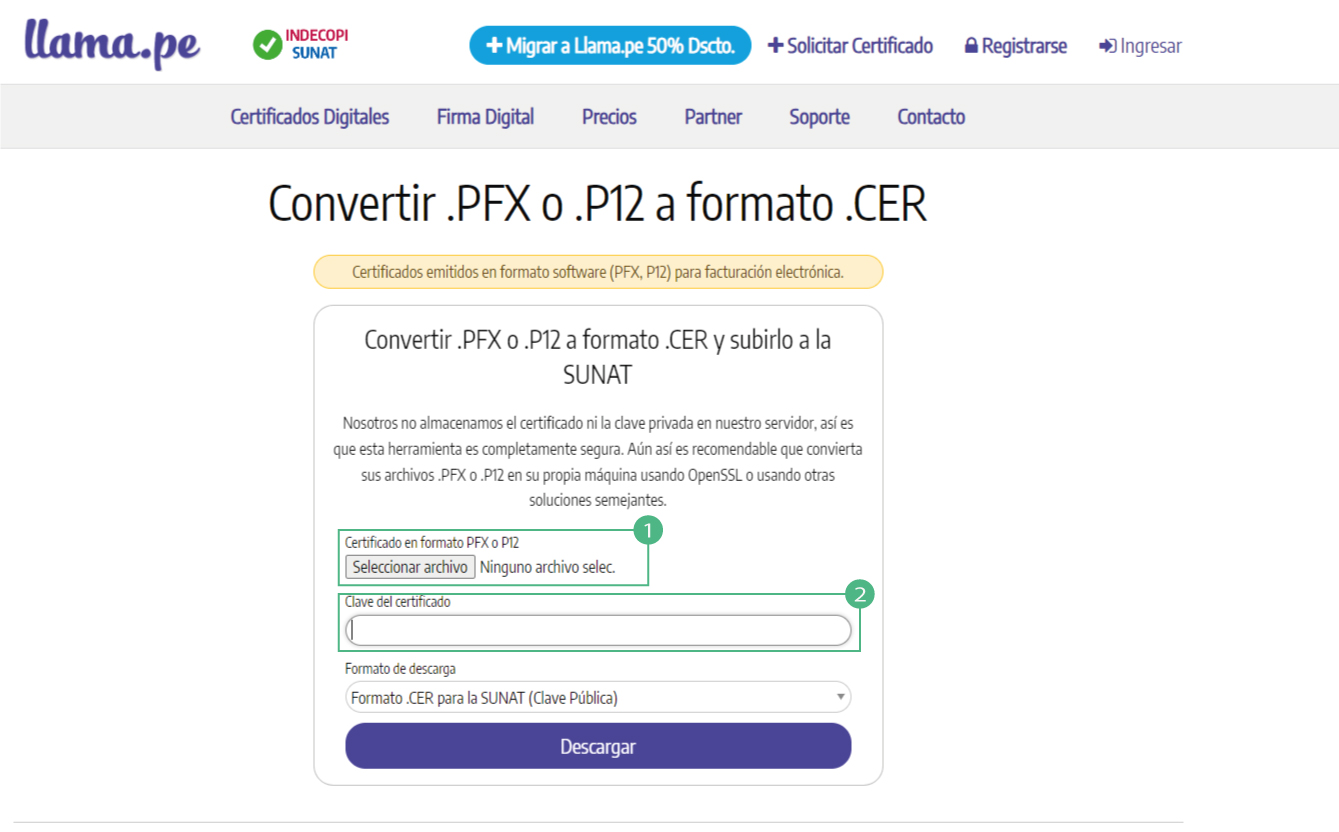 llama.pe
INDECOPI
SUNAT
Migrar a Llama.pe 50% Dscto.
Solicitar Certificado
Registrarse
Ingresar
Certificados Digitales
Firma Digital
Precios
Partner
Soporte
Contacto
Convertir .PFX o .P12 a formato .CER
Certificados emitidos en formato software (PFX, P12) para facturación electrónica.
Convertir .PFX o .P12 a formato .CER y subirlo a la
SUNAT
Nosotros no almacenamos el certificado ni la clave privada en nuestro servidor, así es
que esta herramienta es completamente segura. Aún así es recomendable que convierta
sus archivos .PFX o .P12 en su propia máquina usando OpenSSL o usando otras
soluciones semejantes.
1
Certificado en formato PFX o P12
Seleccionar archivo Ninguno archivo selec.
2
Clave del certificado
Formato de descarga
Formato .CER para la SUNAT (Clave Pública)
Descargar